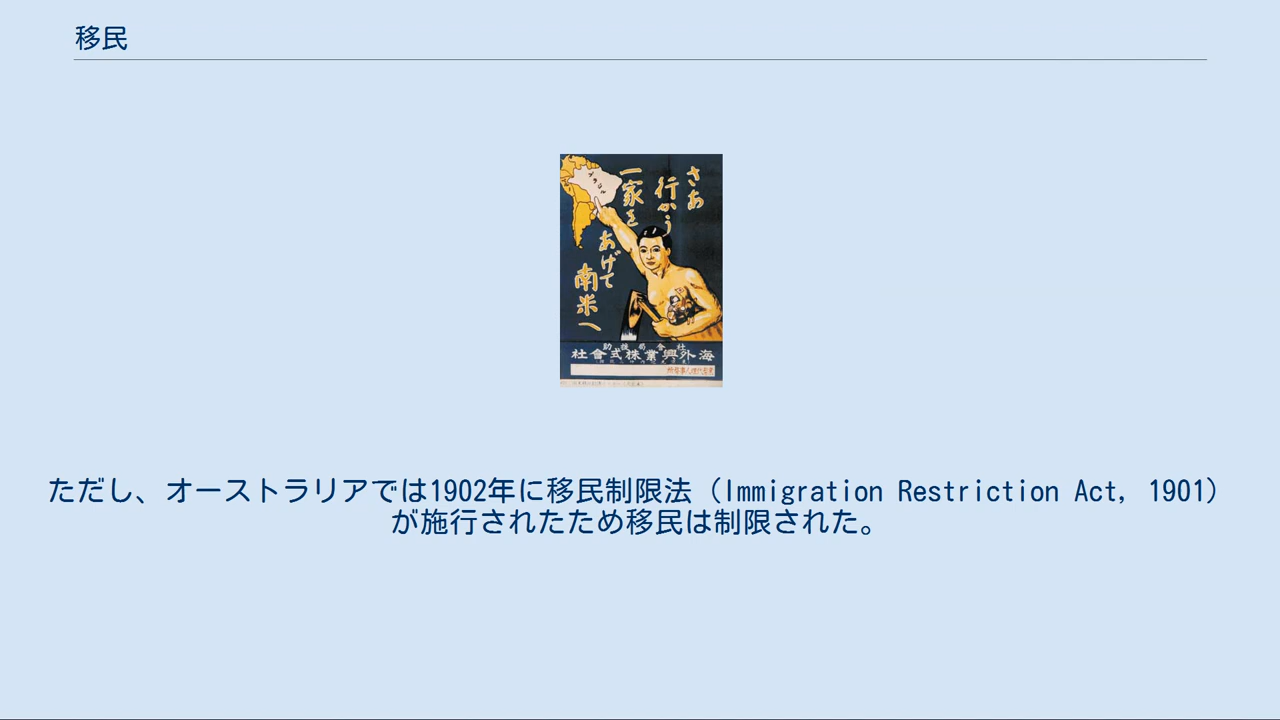 移民
さあ
行かう
一家を
あげて
南米へ
海外興業株式會社
ただし、オーストラリアでは1902年に移民制限法（Immigration Restriction Act, 1901）
が施行されたため移民は制限された。